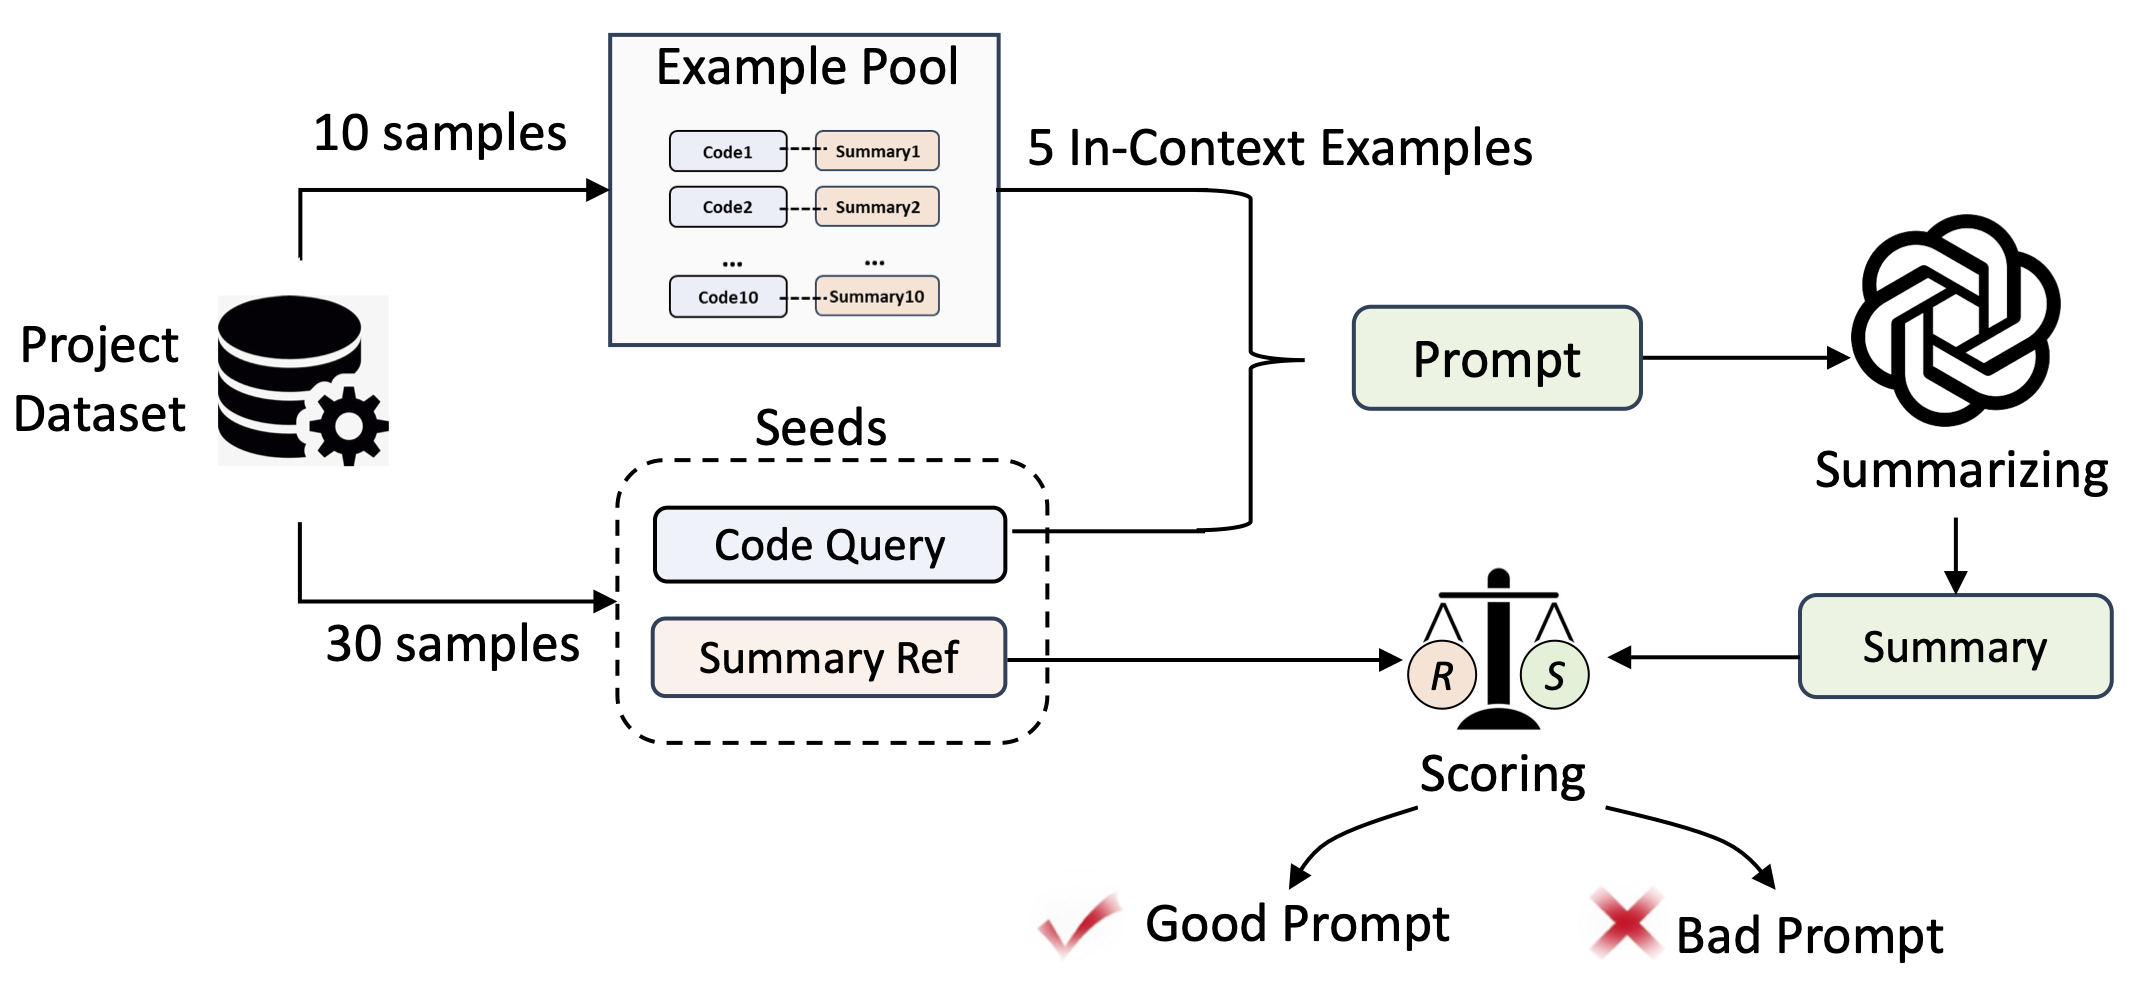 Example Pool
10 samples
Code1
Summary1
Code2
Summary2
...
...
Code10
Summary10
5 In-Context Examples
Project
Dataset
Prompt
Seeds
Summarizing
Code Query
30 samples
Summary Ref
R
S
Summary
Scoring
Good Prompt
Bad Prompt